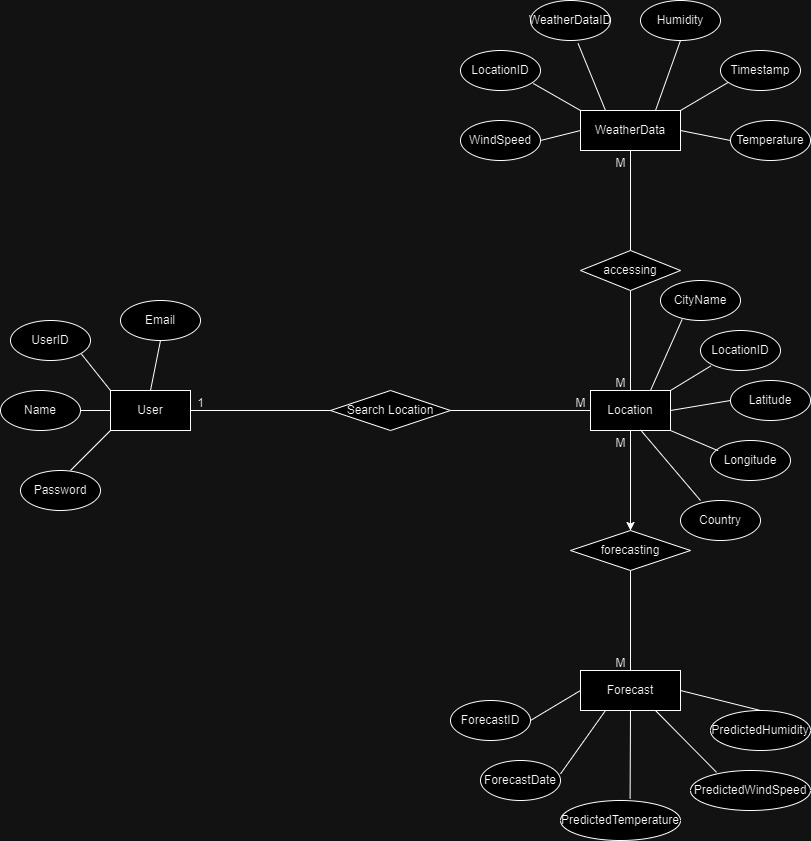 WeatherDataID
Humidity
LocationID
Timestamp
WeatherData
WindSpeed
Temperature
M
accessing
CityName
Email
UserID
LocationID
M
Name
User
1
Search Location
M
Location
Latitude
M
Longitude
Password
Country
forecasting
M
Forecast
ForecastID
PredictedHumidity
ForecastDate
PredictedWindSpeed
PredictedTemperature